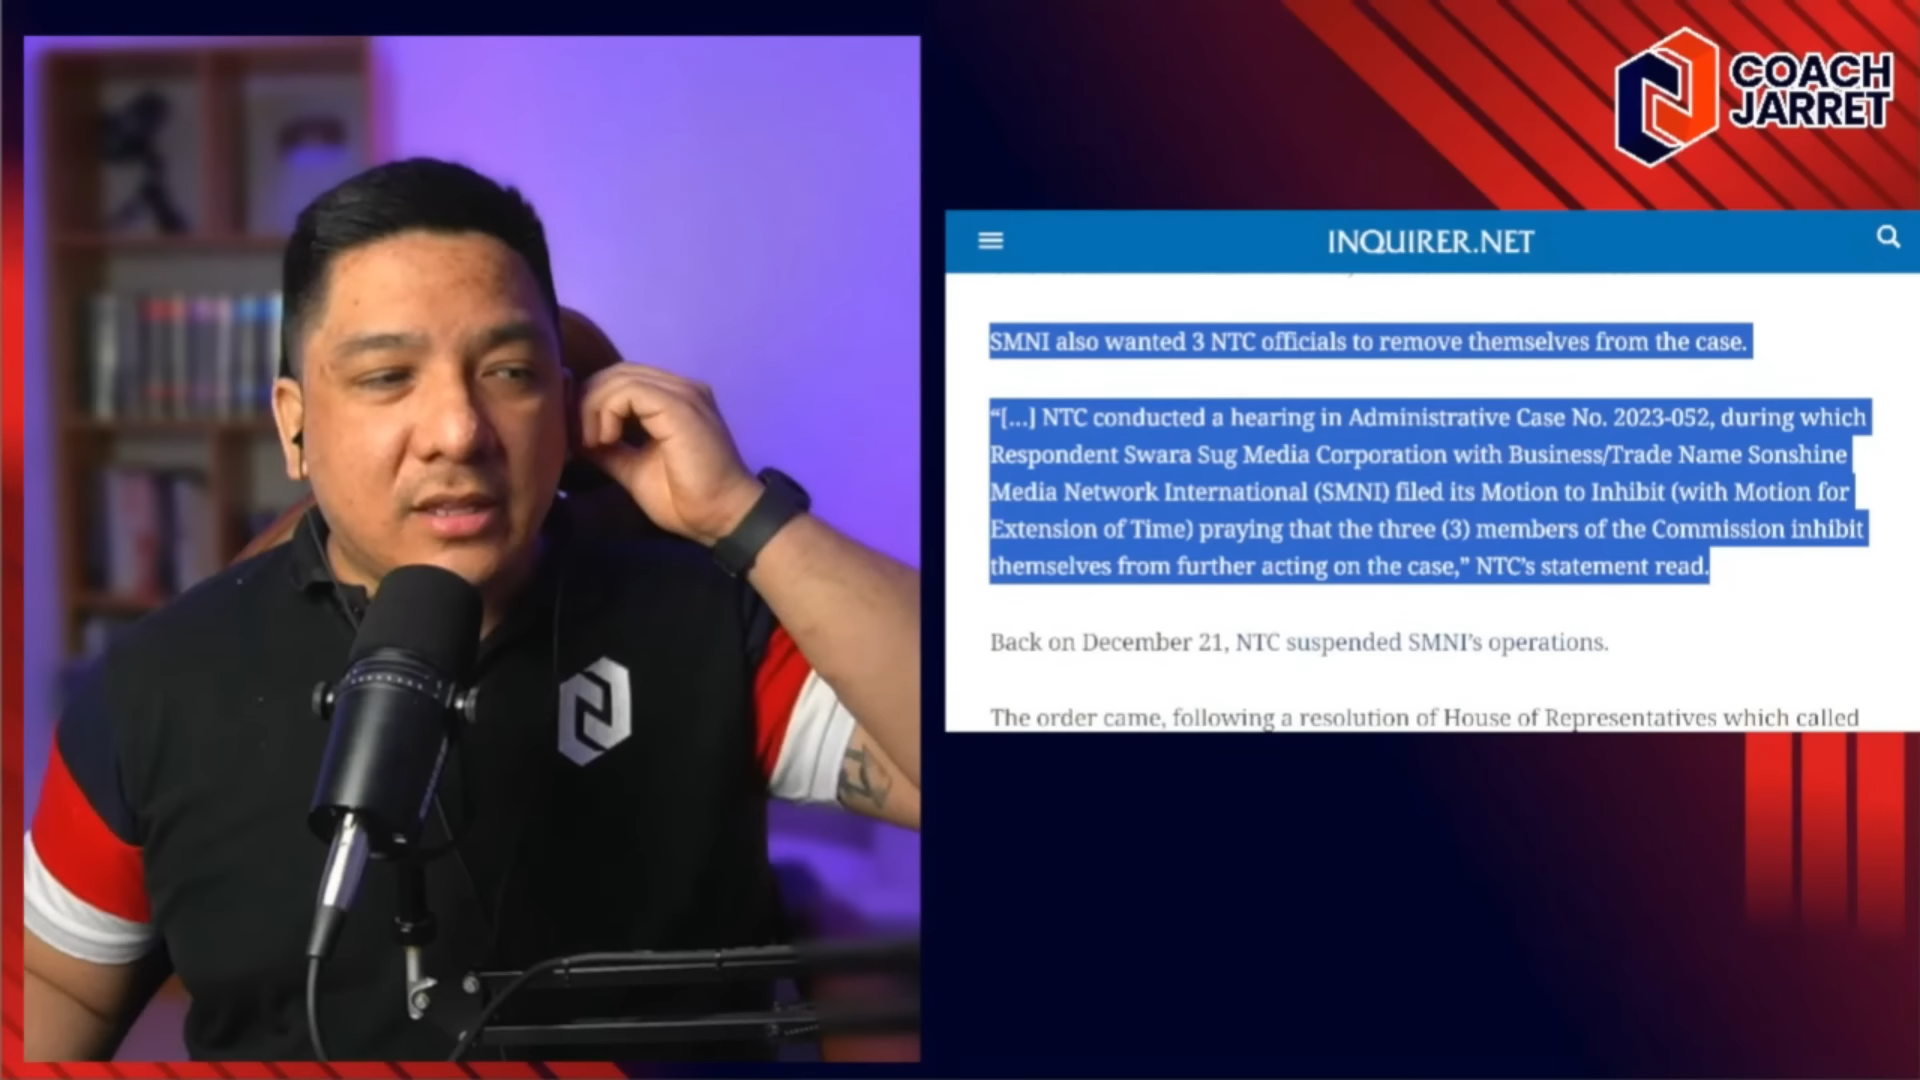 COACH
JARRET
INQUIRER.NET
SMNI also wanted 3 NTC officials to remove themselves from the case.
“[...] NTC conducted a hearing in Administrative Case No. 2023-052, during which
Respondent Swara Sug Media Corporation with Business/Trade Name Sonshine
Media Network International (SMNI) filed its Motion to Inhibit (with Motion for
Extension of Time) praying that the three (3) members of the Commission inhibit
themselves from further acting on the case,” NTC’s statement read.
Back on December 21, NTC suspended SMNI’s operations.
The order came, following a resolution of House of Representatives which called